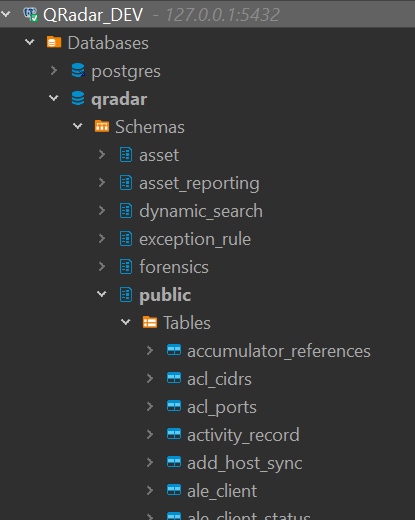 QRadar_DEV - 127.0.0.1:5432
Databases
postgres
qradar
Schemas
asset
asset_reporting
dynamic_search
exception_rule
forensics
public
Tables
accumulator_references
acl_cidrs
acl_ports
activity_record
add_host_sync
ale_client
ale_client_status